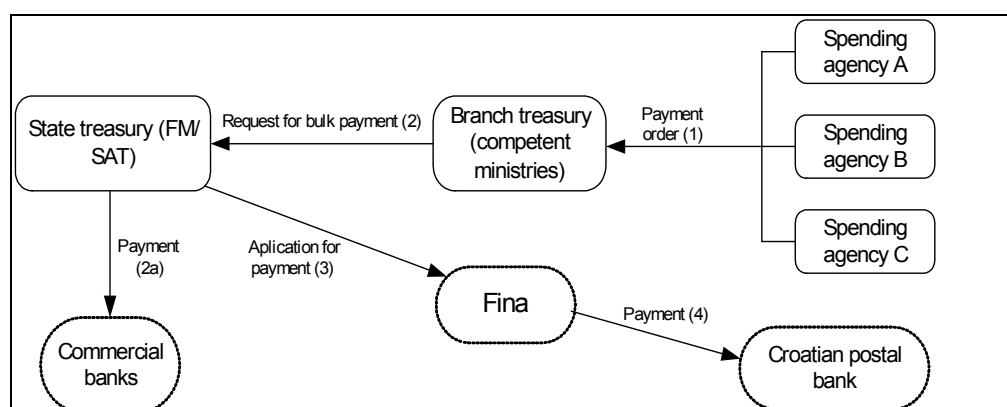 Spending
agency A
State treasury (FM/
SAT)
Request for bulk payment (2)
Branch treasury
(competent
ministries)
Payment
order (1)
Spending
agency B
Spending
agency C
Payment
(2a)
Aplication for
payment (3)
Fina
Payment (4)
Commercial
banks
Croatian postal
bank